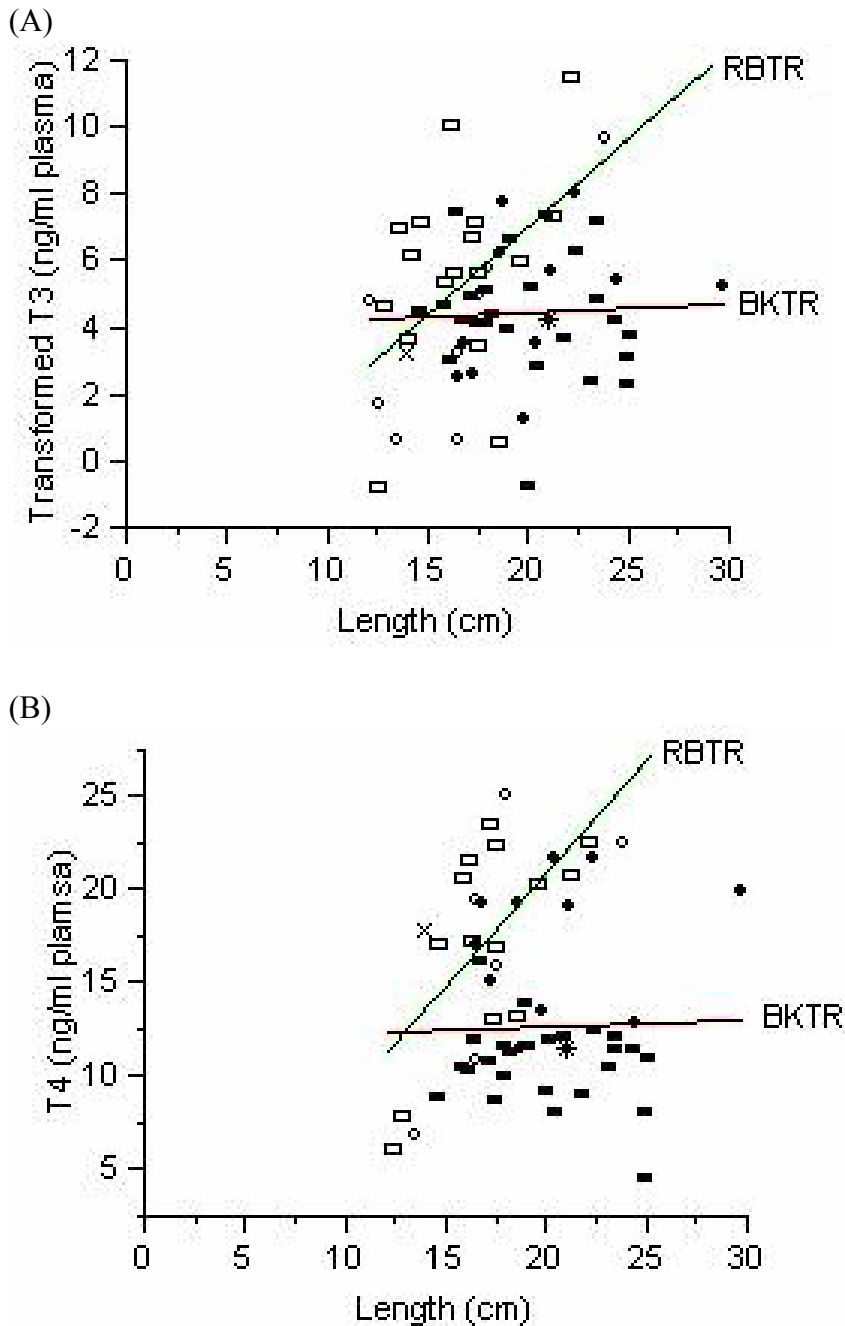 (A)
12
10
8
6
4
2
0
-2
Transformed T3 (ng/ml plasma)
RBTR
BKTR
0 5 10 15 20 25 30
Length (cm)
(B)
25
20
15
10
5
T4 (ng/ml plamsa)
RBTR
BKTR
0 5 10 15 20 25 30
Length (cm)